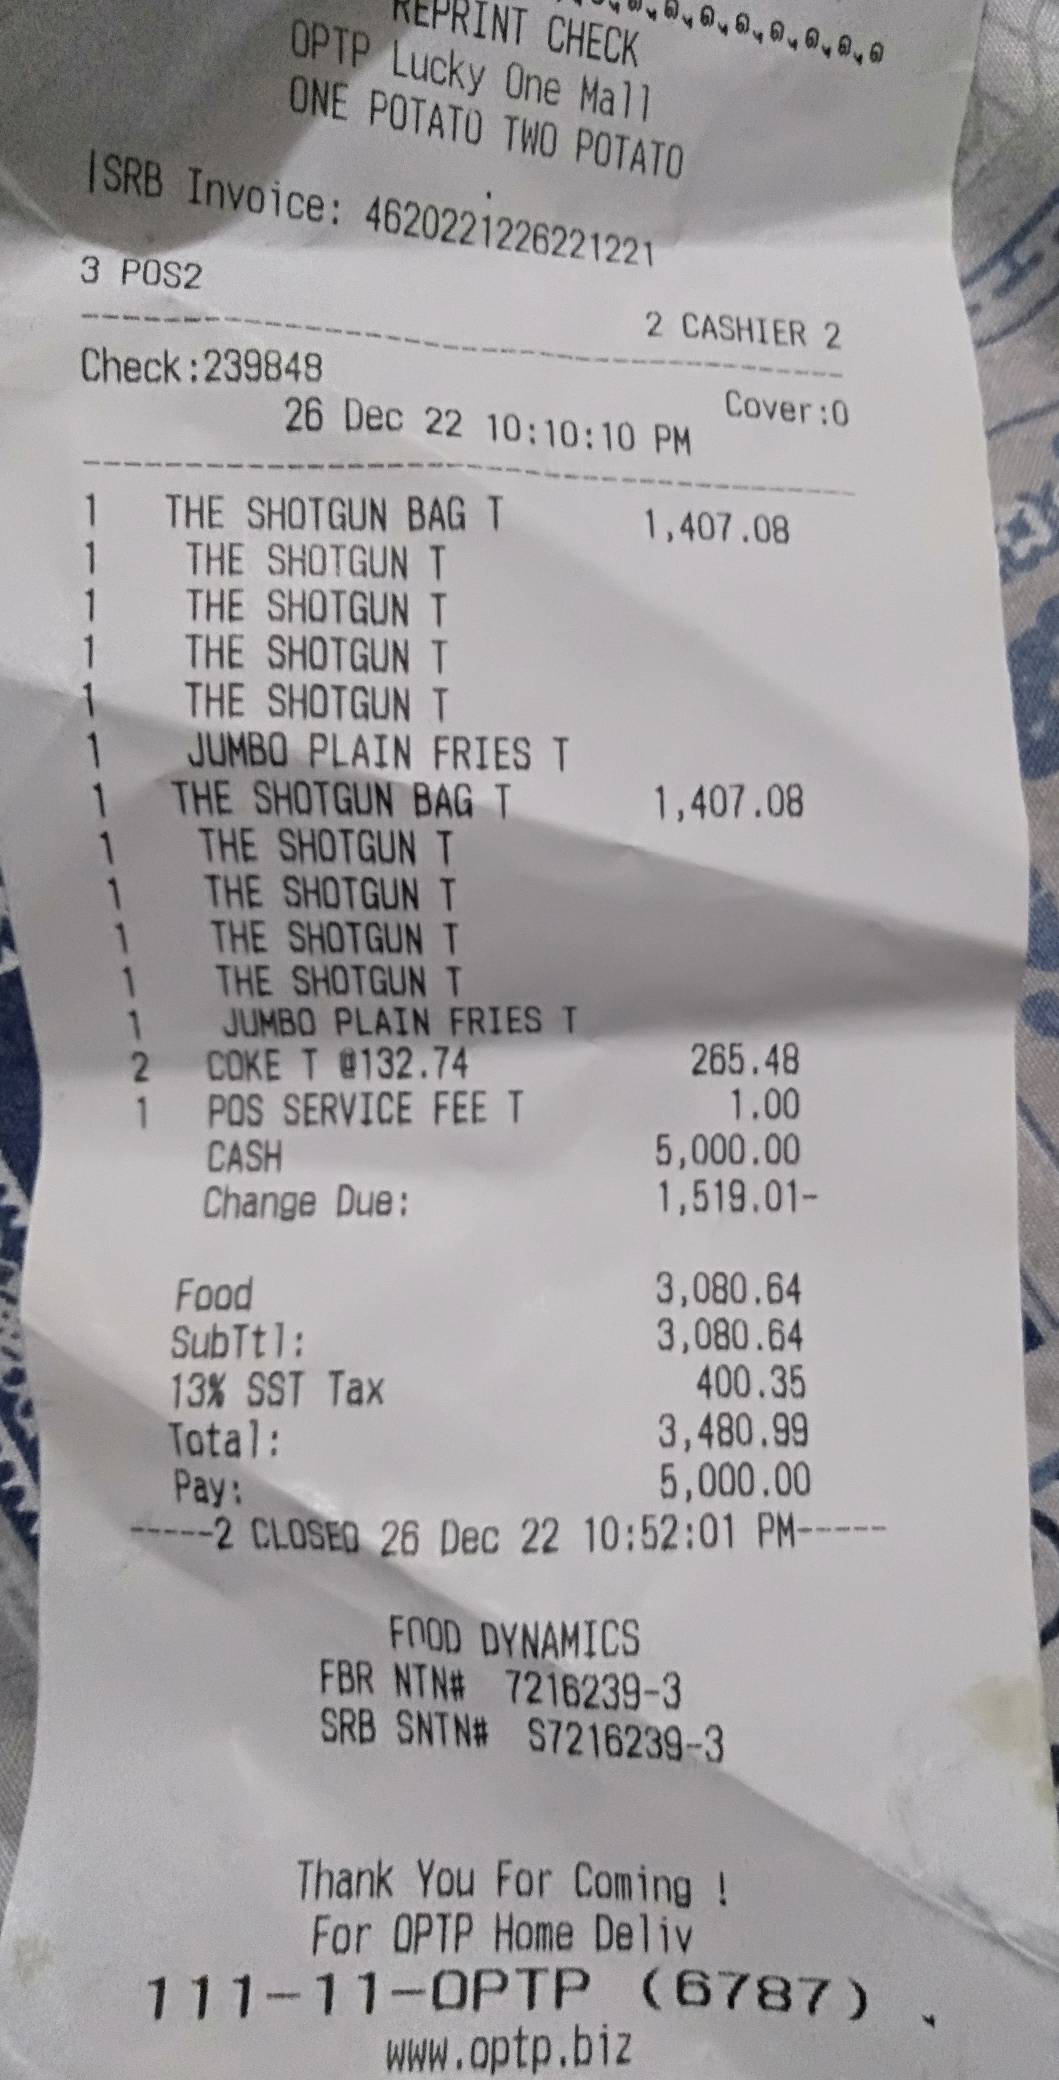 REPRINT CHECK
OPTP Lucky One Mall
ONE POTATO TWO POTATO
|SRB Invoice: 4620221226221221
3 POS2
2 CASHIER 2
Check:239848
Cover:0
26 Dec 22 10:10:10 PM
1 THE SHOTGUN BAG T 1,407.08
1 THE SHOTGUN T
1 THE SHOTGUN T
1 THE SHOTGUN T
1 THE SHOTGUN T
1 JUMBO PLAIN FRIES T
1 THE SHOTGUN BAG T 1,407.08
1 THE SHOTGUN T
1 THE SHOTGUN T
1 THE SHOTGUN T
1 THE SHOTGUN T
1 JUMBO PLAIN FRIES T
2 COKE T @132.74 265.48
1 POS SERVICE FEE T 1.00
CASH 5,000.00
Change Due: 1,519.01-
Food 3,080.64
SubTtl: 3,080.64
13% SST Tax 400.35
Total: 3,480.99
Pay: 5,000.00
-----2 CLOSED 26 Dec 22 10:52:01 PM-----
FOOD DYNAMICS
FBR NTN# 7216239-3
SRB SNTN# S7216239-3
Thank You For Coming !
For OPTP Home Deliv
111-11-OPTP (6787)
www.optp.biz